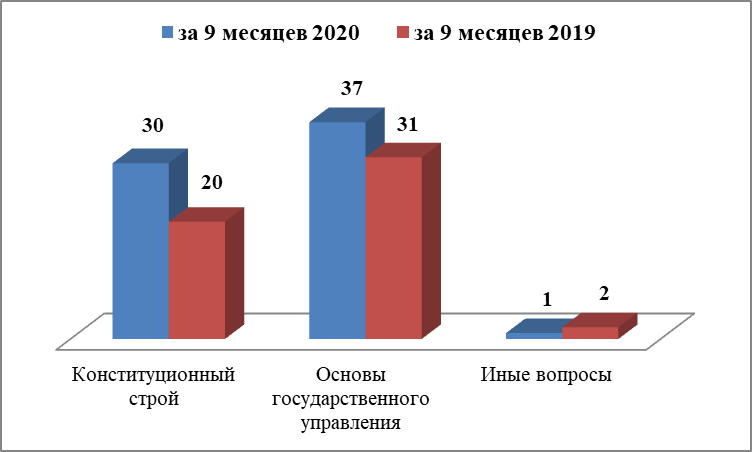 за 9 месяцев 2020 за 9 месяцев 2019
30
20
37
31
1
2
Конституционный
строй
Основы
государственного
управления
Иные вопросы